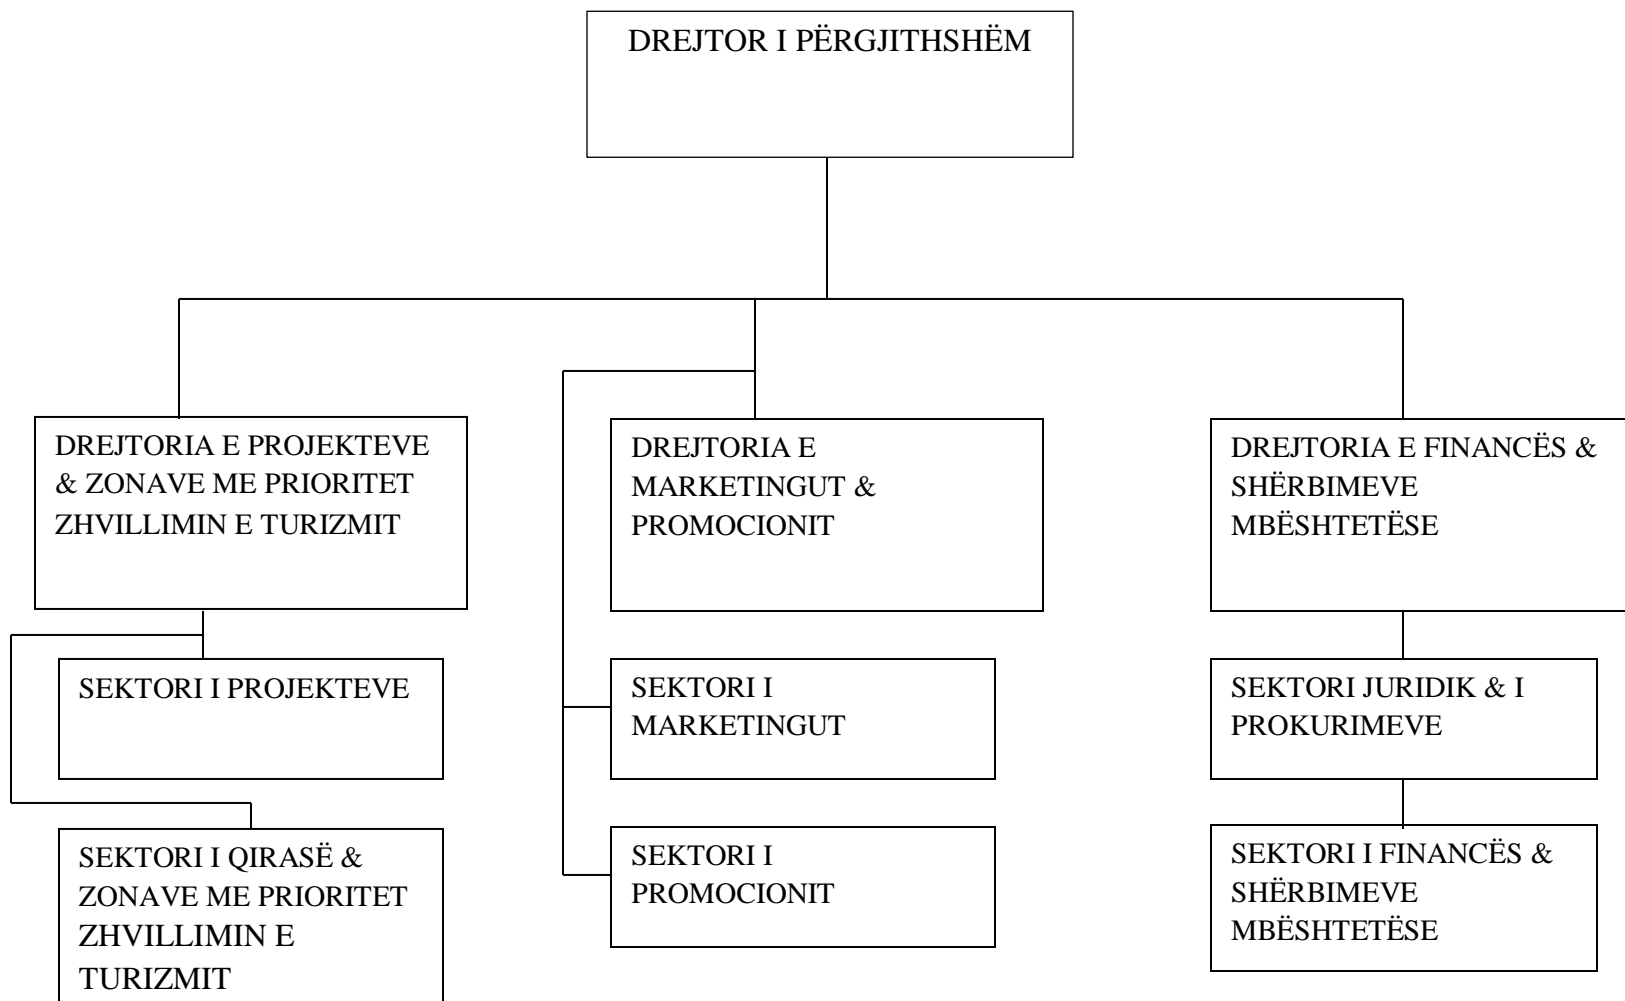 DREJTOR I PËRGJITHSHËM
DREJTORIA E PROJEKTEVE
& ZONAVE ME PRIORITET
ZHVILLIMIN E TURIZMIT
DREJTORIA E
MARKETINGUT &
PROMOCIONIT
DREJTORIA E FINANCËS &
SHËRBIMEVE
MBËSHTETËSE
SEKTORI I PROJEKTEVE
SEKTORI I
MARKETINGUT
SEKTORI JURIDIK & I
PROKURIMEVE
SEKTORI I QIRASË &
ZONAVE ME PRIORITET
ZHVILLIMIN E
TURIZMIT
SEKTORI I
PROMOCIONIT
SEKTORI I FINANCËS &
SHËRBIMEVE
MBËSHTETËSE